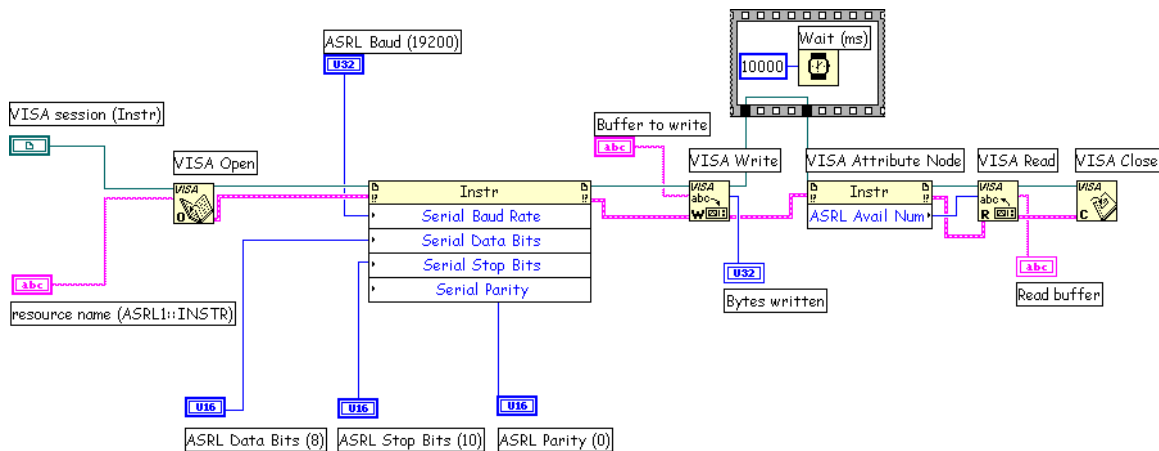 ASRL Baud (19200)
U32
Wait (ms)
10000
VISA session (Instr)
VISA Open
VISA
O
Buffer to write
abc
VISA Write
VISA Attribute Node
VISA Read
VISA Close
Instr
Serial Baud Rate
Serial Data Bits
Serial Stop Bits
Serial Parity
VISA
abc
W
Instr
ASRL Avail Num
VISA
abc
R
VISA
C
abc
resource name (ASRL1::INSTR)
U32
Bytes written
abc
Read buffer
U16
ASRL Data Bits (8)
U16
ASRL Stop Bits (10)
U16
ASRL Parity (0)